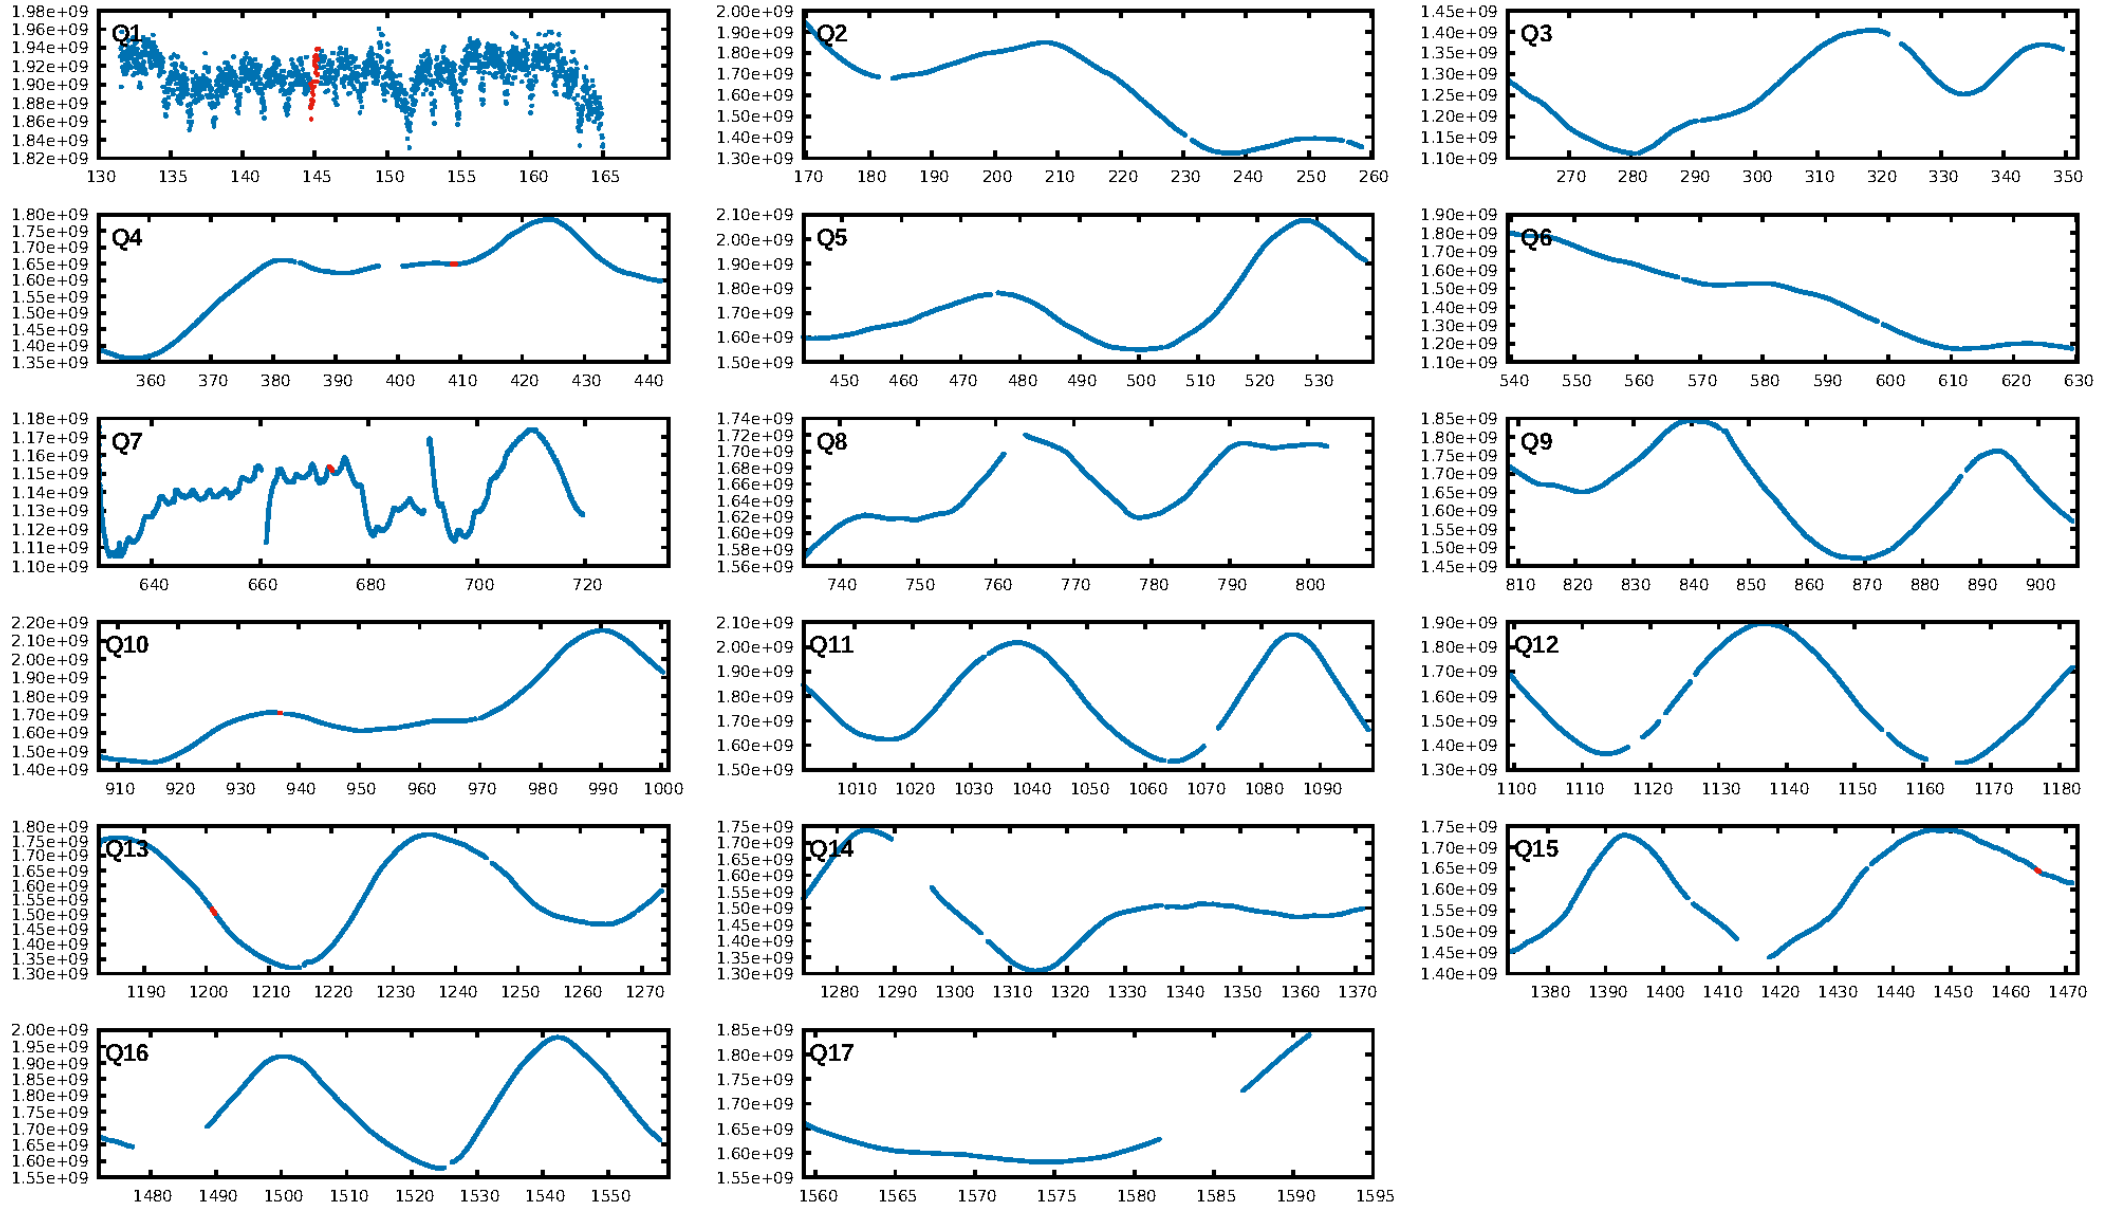 Q1
1.98e+09
1.96e+09
1.94e+09
1.92e+09
1.90e+09
1.88e+09
1.86e+09
1.84e+09
1.82e+09
130 135 140 145 150 155 160 165
Q2
2.00e+09
1.90e+09
1.80e+09
1.70e+09
1.60e+09
1.50e+09
1.40e+09
1.30e+09
170 180 190 200 210 220 230 240 250 260
Q3
1.45e+09
1.40e+09
1.35e+09
1.30e+09
1.25e+09
1.20e+09
1.15e+09
1.10e+09
270 280 290 300 310 320 330 340 350
Q4
1.80e+09
1.75e+09
1.70e+09
1.65e+09
1.60e+09
1.55e+09
1.50e+09
1.45e+09
1.40e+09
1.35e+09
360 370 380 390 400 410 420 430 440
Q5
2.10e+09
2.00e+09
1.90e+09
1.80e+09
1.70e+09
1.60e+09
1.50e+09
450 460 470 480 490 500 510 520 530
Q6
1.90e+09
1.80e+09
1.70e+09
1.60e+09
1.50e+09
1.40e+09
1.30e+09
1.20e+09
1.10e+09
540 550 560 570 580 590 600 610 620 630
Q7
1.18e+09
1.17e+09
1.16e+09
1.15e+09
1.14e+09
1.13e+09
1.12e+09
1.11e+09
1.10e+09
640 660 680 700 720
Q8
1.74e+09
1.72e+09
1.70e+09
1.68e+09
1.66e+09
1.64e+09
1.62e+09
1.60e+09
1.58e+09
1.56e+09
740 750 760 770 780 790 800
Q9
1.85e+09
1.80e+09
1.75e+09
1.70e+09
1.65e+09
1.60e+09
1.55e+09
1.50e+09
1.45e+09
810 820 830 840 850 860 870 880 890 900
Q10
2.20e+09
2.10e+09
2.00e+09
1.90e+09
1.80e+09
1.70e+09
1.60e+09
1.50e+09
1.40e+09
910 920 930 940 950 960 970 980 990 1000
Q11
2.10e+09
2.00e+09
1.90e+09
1.80e+09
1.70e+09
1.60e+09
1.50e+09
1010 1020 1030 1040 1050 1060 1070 1080 1090
Q12
1.90e+09
1.80e+09
1.70e+09
1.60e+09
1.50e+09
1.40e+09
1.30e+09
1100 1110 1120 1130 1140 1150 1160 1170 1180
Q13
1.80e+09
1.75e+09
1.70e+09
1.65e+09
1.60e+09
1.55e+09
1.50e+09
1.45e+09
1.40e+09
1.35e+09
1.30e+09
1190 1200 1210 1220 1230 1240 1250 1260 1270
Q14
1.75e+09
1.70e+09
1.65e+09
1.60e+09
1.55e+09
1.50e+09
1.45e+09
1.40e+09
1.35e+09
1.30e+09
1280 1290 1300 1310 1320 1330 1340 1350 1360 1370
Q15
1.75e+09
1.70e+09
1.65e+09
1.60e+09
1.55e+09
1.50e+09
1.45e+09
1.40e+09
1380 1390 1400 1410 1420 1430 1440 1450 1460 1470
Q16
2.00e+09
1.95e+09
1.90e+09
1.85e+09
1.80e+09
1.75e+09
1.70e+09
1.65e+09
1.60e+09
1.55e+09
1480 1490 1500 1510 1520 1530 1540 1550
Q17
1.85e+09
1.80e+09
1.75e+09
1.70e+09
1.65e+09
1.60e+09
1.55e+09
1560 1565 1570 1575 1580 1585 1590 1595